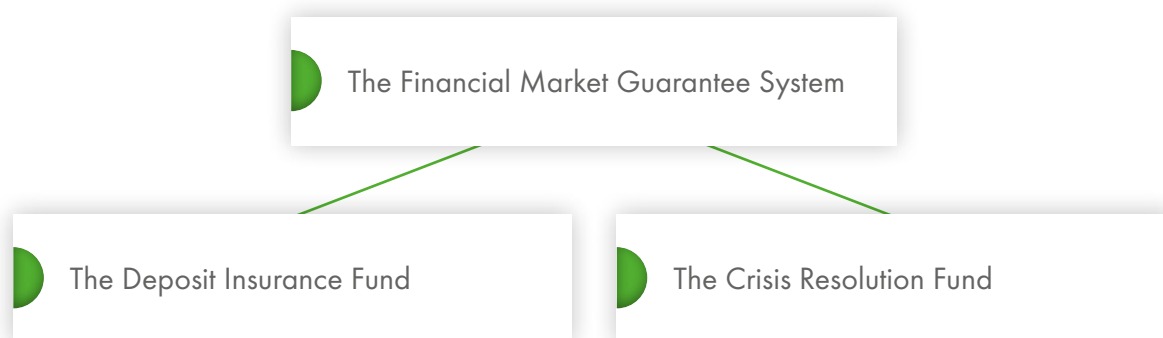 The Financial Market Guarantee System
The Deposit Insurance Fund
The Crisis Resolution Fund